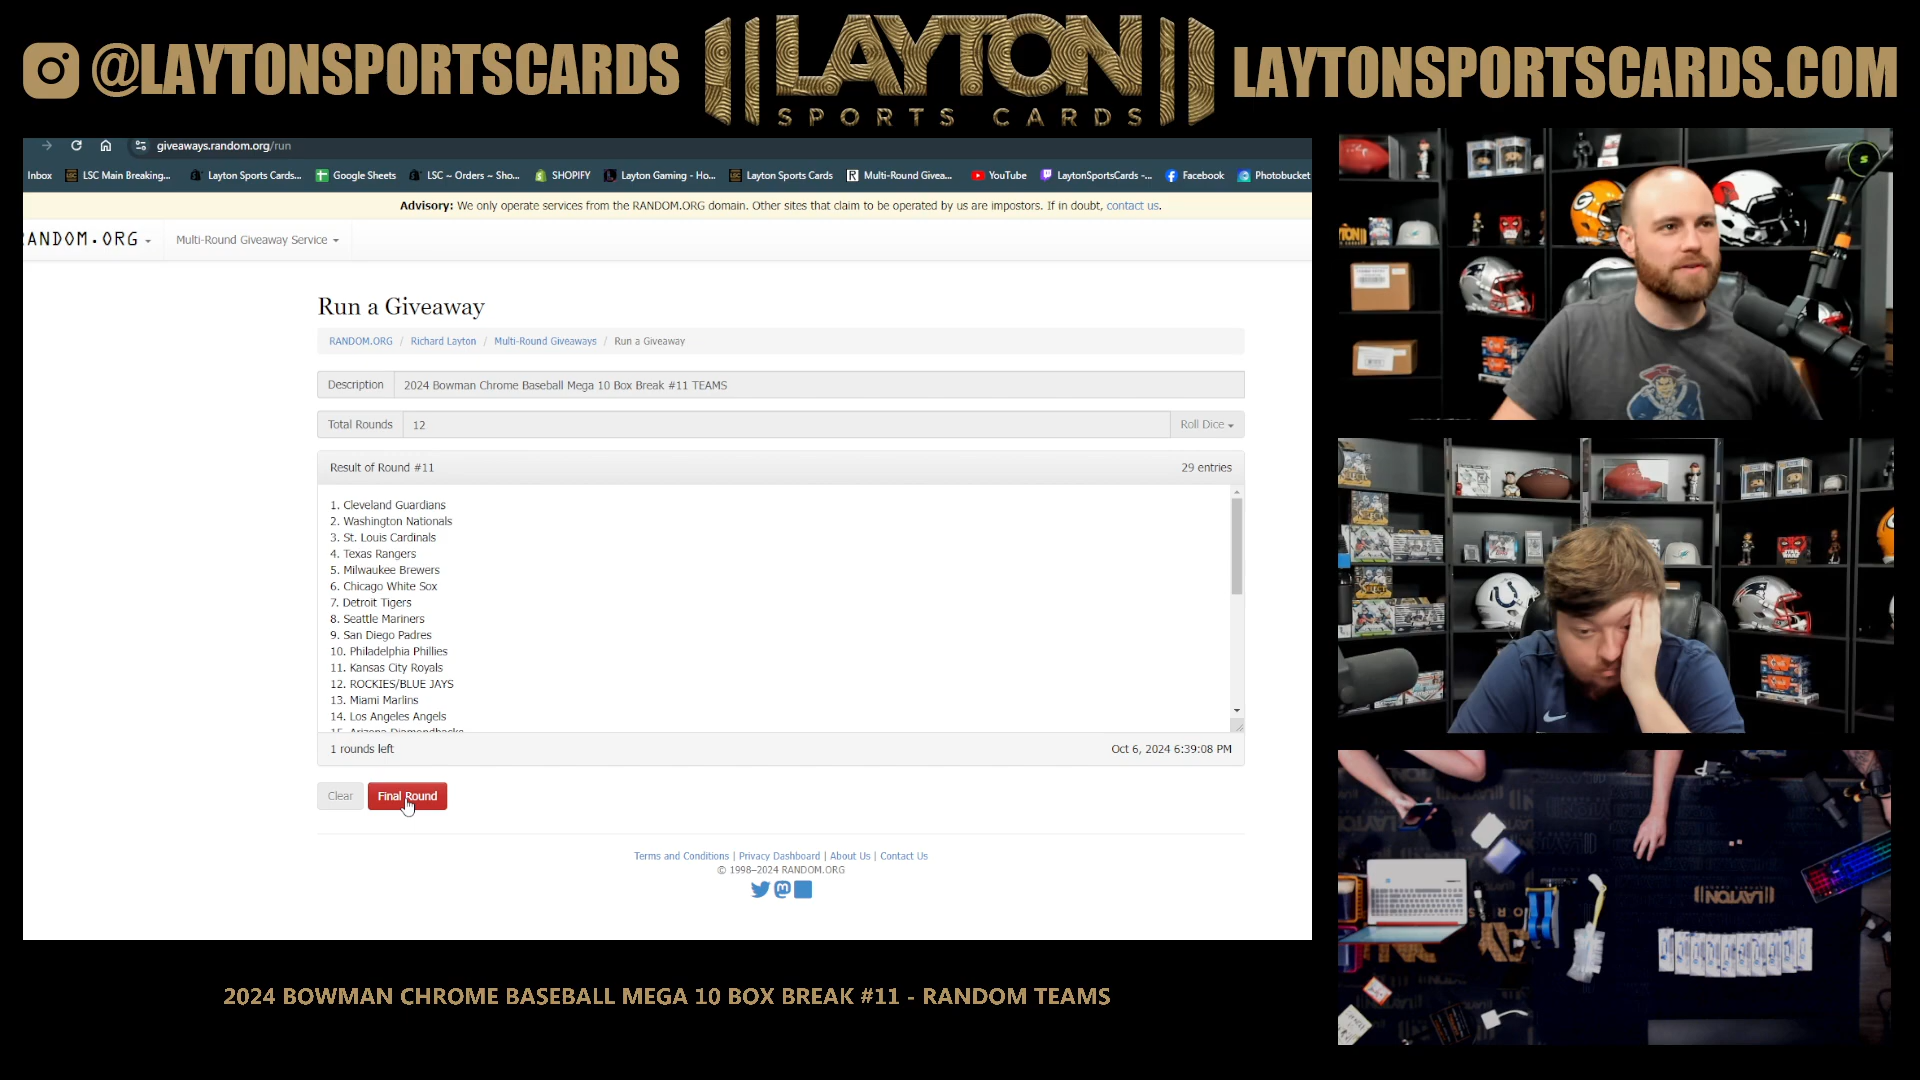 @LAYTONSPORTSCARDS
LAYTON
SPORTS CARDS
LAYTONSPORTSCARDS.COM
giveaways.random.org/run
Inbox
LSC Main Breaking...
Layton Sports Cards...
Google Sheets
LSC ~ Orders ~ Sho...
SHOPIFY
Layton Gaming - Ho...
Layton Sports Cards
Multi-Round Givea...
YouTube
LaytonSportsCards -...
Facebook
Photobucket
Advisory: We only operate services from the RANDOM.ORG domain. Other sites that claim to be operated by us are impostors. If in doubt, contact us.
RANDOM.ORG
Multi-Round Giveaway Service
Run a Giveaway
RANDOM.ORG / Richard Layton / Multi-Round Giveaways / Run a Giveaway
Description 2024 Bowman Chrome Baseball Mega 10 Box Break #11 TEAMS
Total Rounds 12 Roll Dice
Result of Round #11 29 entries
1. Cleveland Guardians
2. Washington Nationals
3. St. Louis Cardinals
4. Texas Rangers
5. Milwaukee Brewers
6. Chicago White Sox
7. Detroit Tigers
8. Seattle Mariners
9. San Diego Padres
10. Philadelphia Phillies
11. Kansas City Royals
12. ROCKIES/BLUE JAYS
13. Miami Marlins
14. Los Angeles Angels
15. Arizona Diamondbacks
1 rounds left Oct 6, 2024 6:39:08 PM
Clear Final Round
Terms and Conditions | Privacy Dashboard | About Us | Contact Us
© 1998–2024 RANDOM.ORG
2024 BOWMAN CHROME BASEBALL MEGA 10 BOX BREAK #11 - RANDOM TEAMS
LAYTON